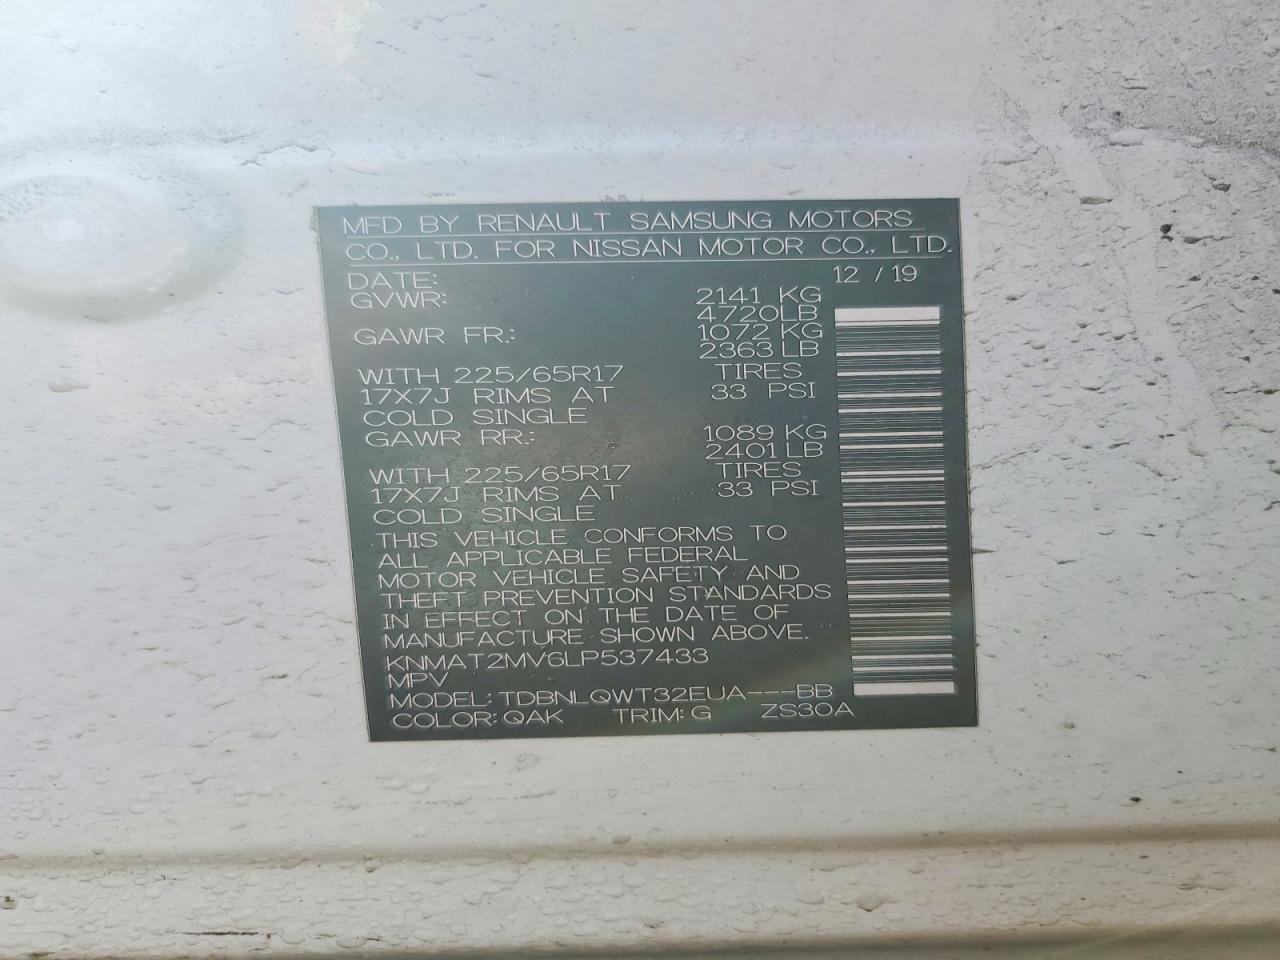 MFD BY RENAULT SAMSUNG MOTORS
CO., LTD. FOR NISSAN MOTOR CO., LTD.
DATE: 12 / 19
GVWR: 2141 KG
4720LB
GAWR FR.: 1072 KG
2363 LB
WITH 225/65R17 TIRES
17X7J RIMS AT 33 PSI
COLD SINGLE
GAWR RR.: 1089 KG
2401 LB
WITH 225/65R17 TIRES
17X7J RIMS AT 33 PSI
COLD SINGLE
THIS VEHICLE CONFORMS TO
ALL APPLICABLE FEDERAL
MOTOR VEHICLE SAFETY AND
THEFT PREVENTION STANDARDS
IN EFFECT ON THE DATE OF
MANUFACTURE SHOWN ABOVE.
KNMAT2MV6LP537433
MPV
MODEL: TDBNLQWT32EUA---BB
COLOR: QAK TRIM: G ZS30A